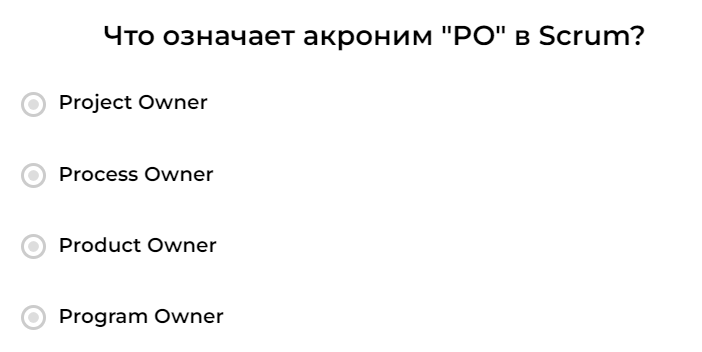 Что означает акроним "PO" в Scrum?
Project Owner
Process Owner
Product Owner
Program Owner